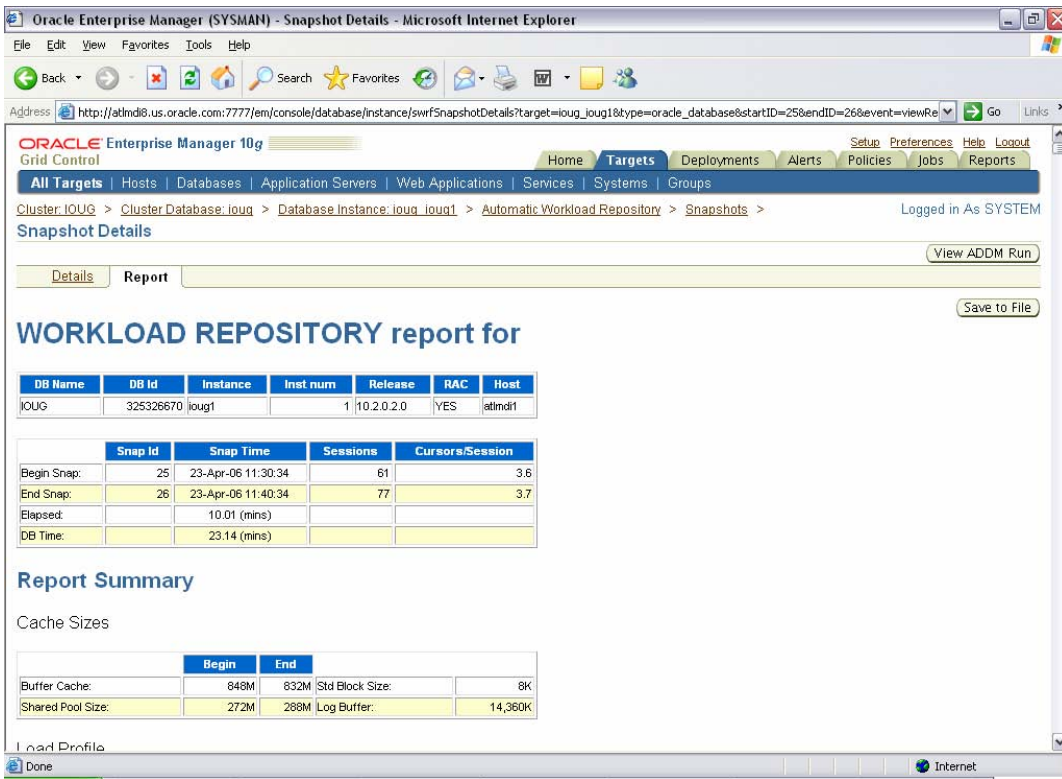 Oracle Enterprise Manager (SYSMAN) - Snapshot Details - Microsoft Internet Explorer
File Edit View Favorites Tools Help
Back Search Favorites
Address http://atlmdi8.us.oracle.com:7777/em/console/database/instance/swrfSnapshotDetails?target=ioug_ioug1&type=oracle_database&startID=25&endID=26&event=viewRe Go Links
ORACLE Enterprise Manager 10g
Grid Control
Setup Preferences Help Logout
Home Targets Deployments Alerts Policies Jobs Reports
All Targets | Hosts | Databases | Application Servers | Web Applications | Services | Systems | Groups
Cluster: IOUG > Cluster Database: ioug > Database Instance: ioug_ioug1 > Automatic Workload Repository > Snapshots > Logged in As SYSTEM
Snapshot Details
View ADDM Run
Details Report
Save to File
WORKLOAD REPOSITORY report for
DB Name DB Id Instance Inst num Release RAC Host
IOUG 325326670 ioug1 1 10.2.0.2.0 YES atlmdi1
Snap Id Snap Time Sessions Cursors/Session
Begin Snap: 25 23-Apr-06 11:30:34 61 3.6
End Snap: 26 23-Apr-06 11:40:34 77 3.7
Elapsed: 10.01 (mins)
DB Time: 23.14 (mins)
Report Summary
Cache Sizes
Begin End
Buffer Cache: 848M 832M Std Block Size: 8K
Shared Pool Size: 272M 288M Log Buffer: 14,360K
Load Profile
Done Internet